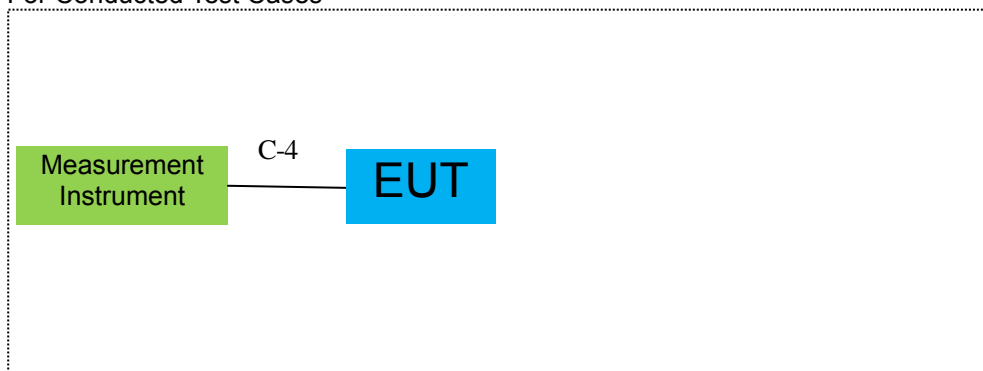 For Conducted Test Cases
Measurement
Instrument
C-4
EUT